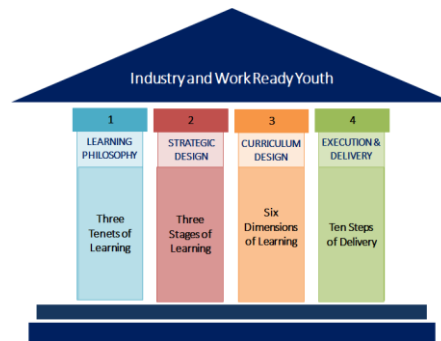 Industry and Work Ready Youth
1
2
3
4
LEARNING
PHILOSOPHY
STRATEGIC
DESIGN
CURRICULUM
DESIGN
EXECUTION &
DELIVERY
Three
Tenets of
Learning
Three
Stages of
Learning
Six
Dimensions
of Learning
Ten Steps
of Delivery